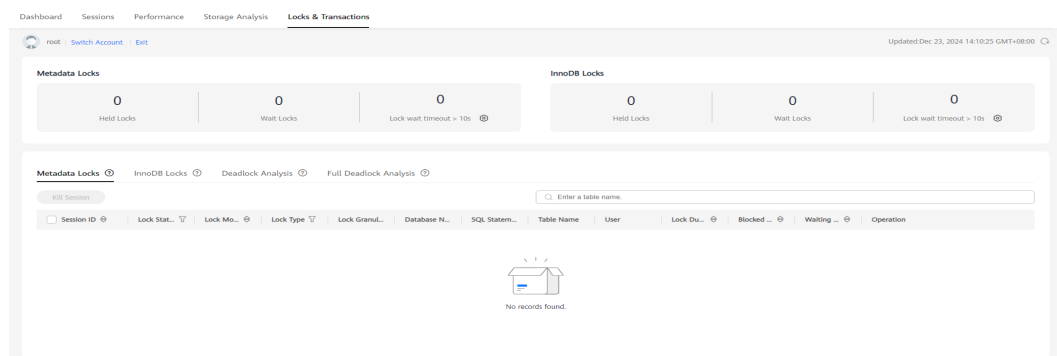 Dashboard Sessions Performance Storage Analysis Locks & Transactions
root Switch Account Exit Updated:Dec 23, 2024 14:10:25 GMT+08:00
Metadata Locks InnoDB Locks
0 0 0 0 0 0
Held Locks Wait Locks Lock wait timeout > 10s Held Locks Wait Locks Lock wait timeout > 10s
Metadata Locks InnoDB Locks Deadlock Analysis Full Deadlock Analysis
Kill Session Enter a table name.
Session ID Lock Stat... Lock Mo... Lock Type Lock Granul... Database N... SQL Statem... Table Name User Lock Du... Blocked ... Waiting ... Operation
No records found.